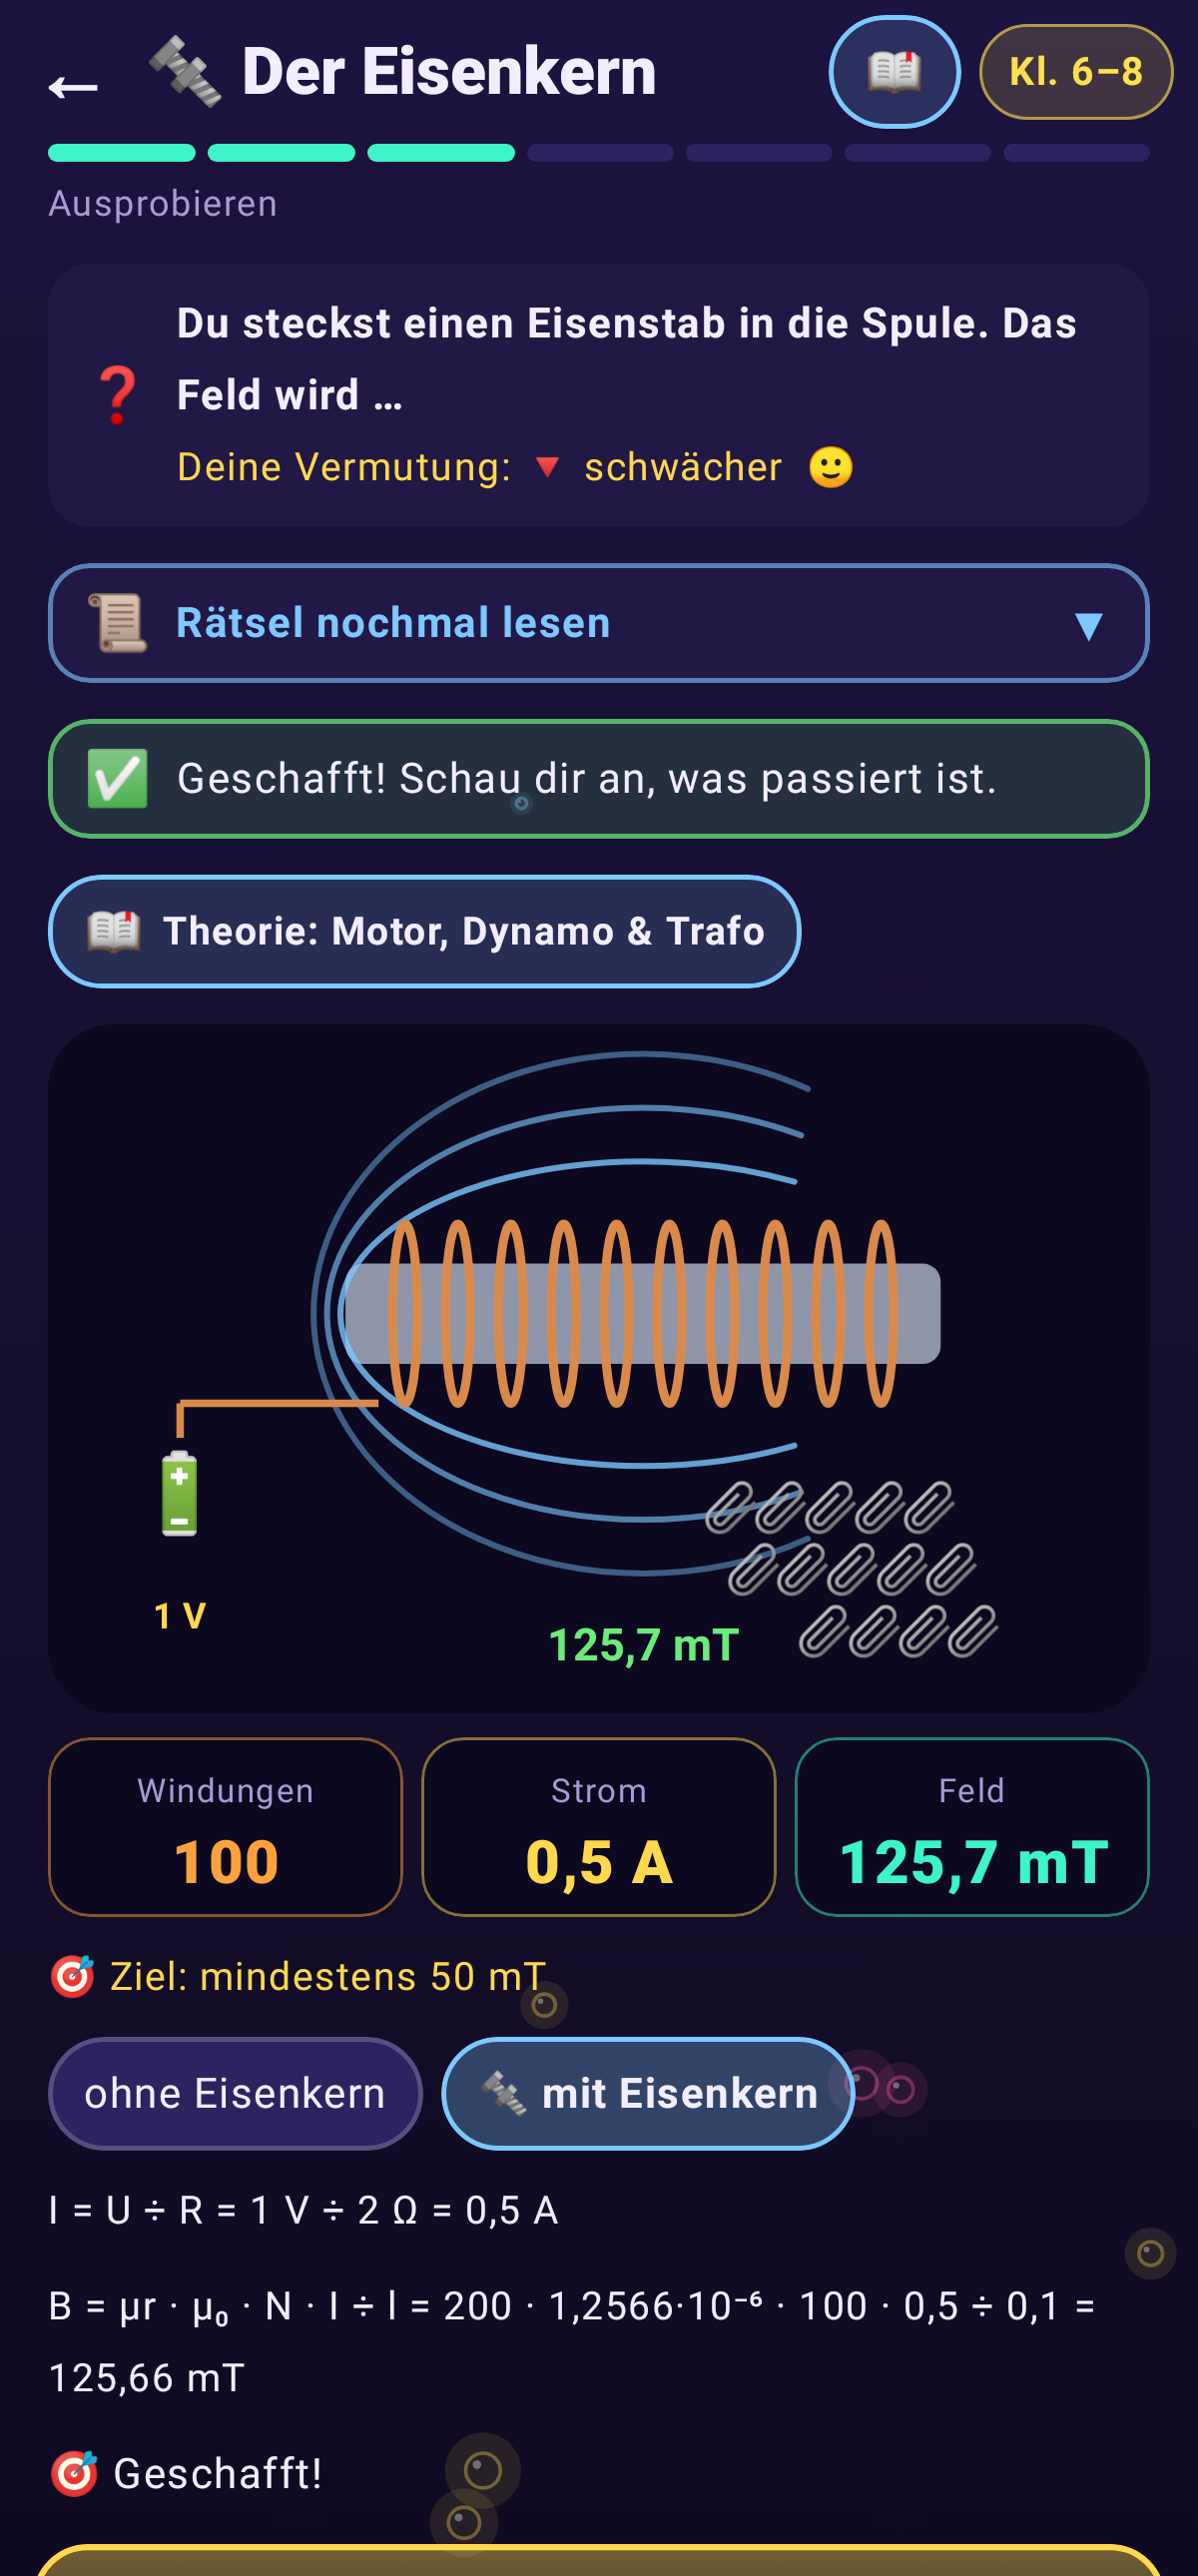 ← Der Eisenkern Kl. 6–8
Ausprobieren
Du steckst einen Eisenstab in die Spule. Das
Feld wird …
Deine Vermutung: schwächer
Rätsel nochmal lesen
Geschafft! Schau dir an, was passiert ist.
Theorie: Motor, Dynamo & Trafo
1 V
125,7 mT
Windungen
100
Strom
0,5 A
Feld
125,7 mT
Ziel: mindestens 50 mT
ohne Eisenkern
mit Eisenkern
I = U ÷ R = 1 V ÷ 2 Ω = 0,5 A
B = μr · μ₀ · N · I ÷ l = 200 · 1,2566·10⁻⁶ · 100 · 0,5 ÷ 0,1 =
125,66 mT
Geschafft!